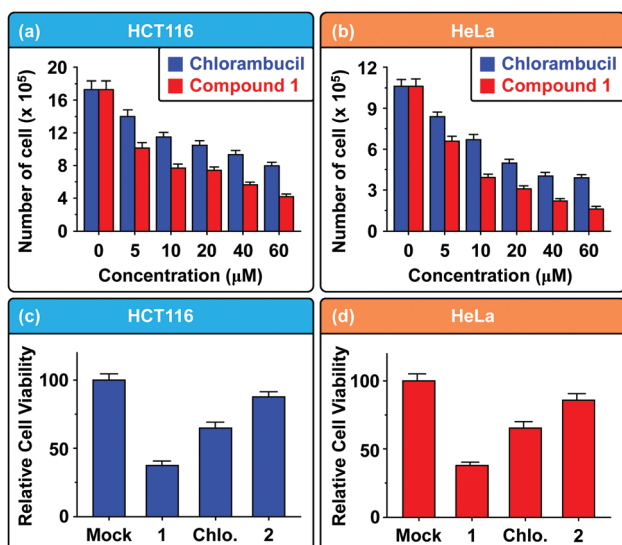 (a) HCT116
Chlorambucil
Compound 1
Number of cell (x 10⁵)
20
16
12
8
4
0
0 5 10 20 40 60
Concentration (µM)
(b) HeLa
Chlorambucil
Compound 1
Number of cell (x 10⁵)
12
9
6
3
0
0 5 10 20 40 60
Concentration (µM)
(c) HCT116
Relative Cell Viability
100
50
0
Mock 1 Chlo. 2
(d) HeLa
Relative Cell Viability
100
50
0
Mock 1 Chlo. 2